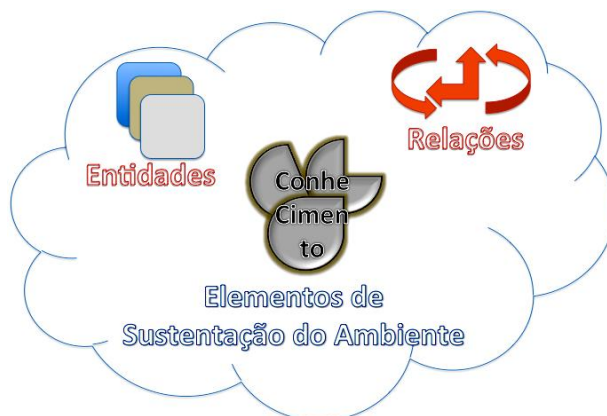 Entidades
Relações
Conhe
Cimen
to
Elementos de
Sustentação do Ambiente